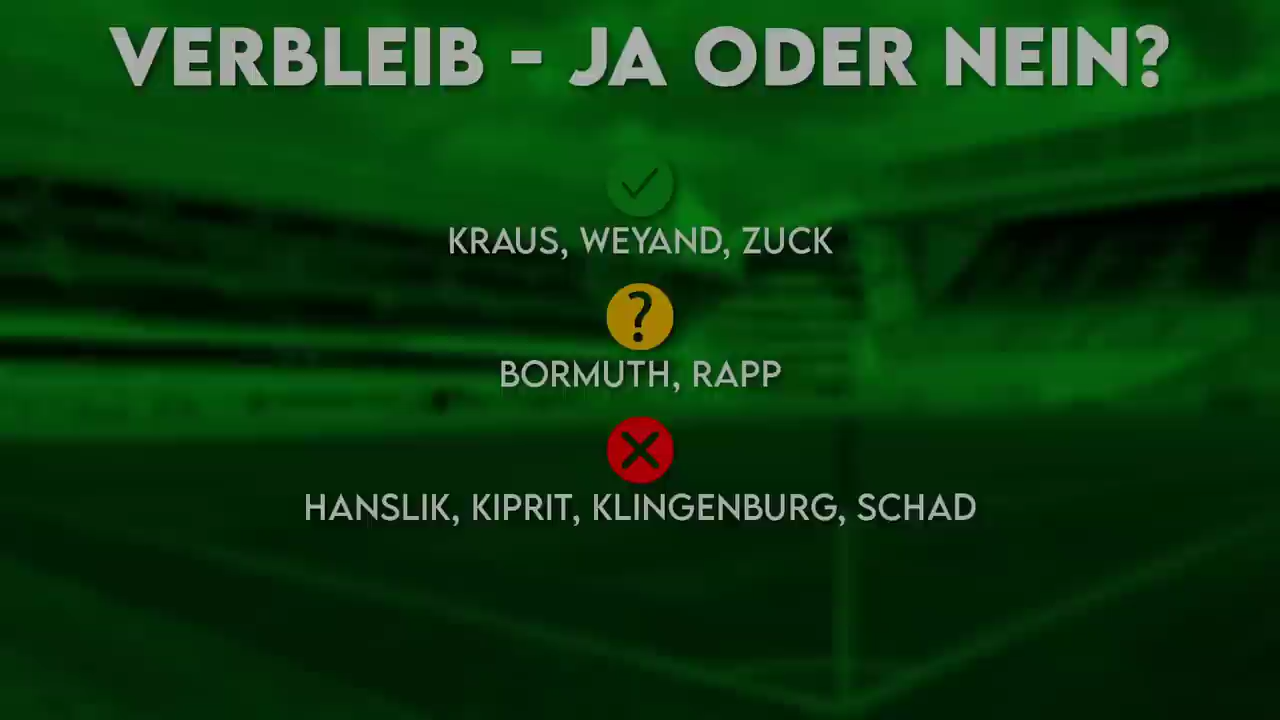 VERBLEIB - JA ODER NEIN?
KRAUS, WEYAND, ZUCK
?
BORMUTH, RAPP
HANSLIK, KIPRIT, KLINGENBURG, SCHAD